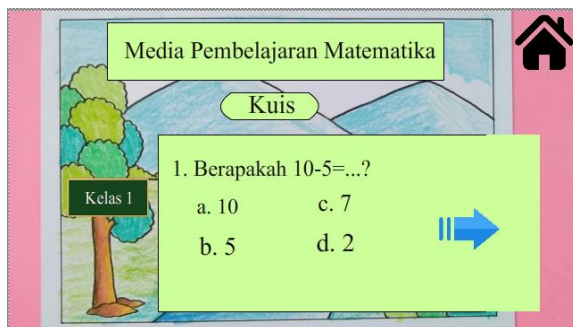 Media Pembelajaran Matematika
Kuis
Kelas 1
1. Berapakah 10-5=...?
a. 10
c. 7
b. 5
d. 2